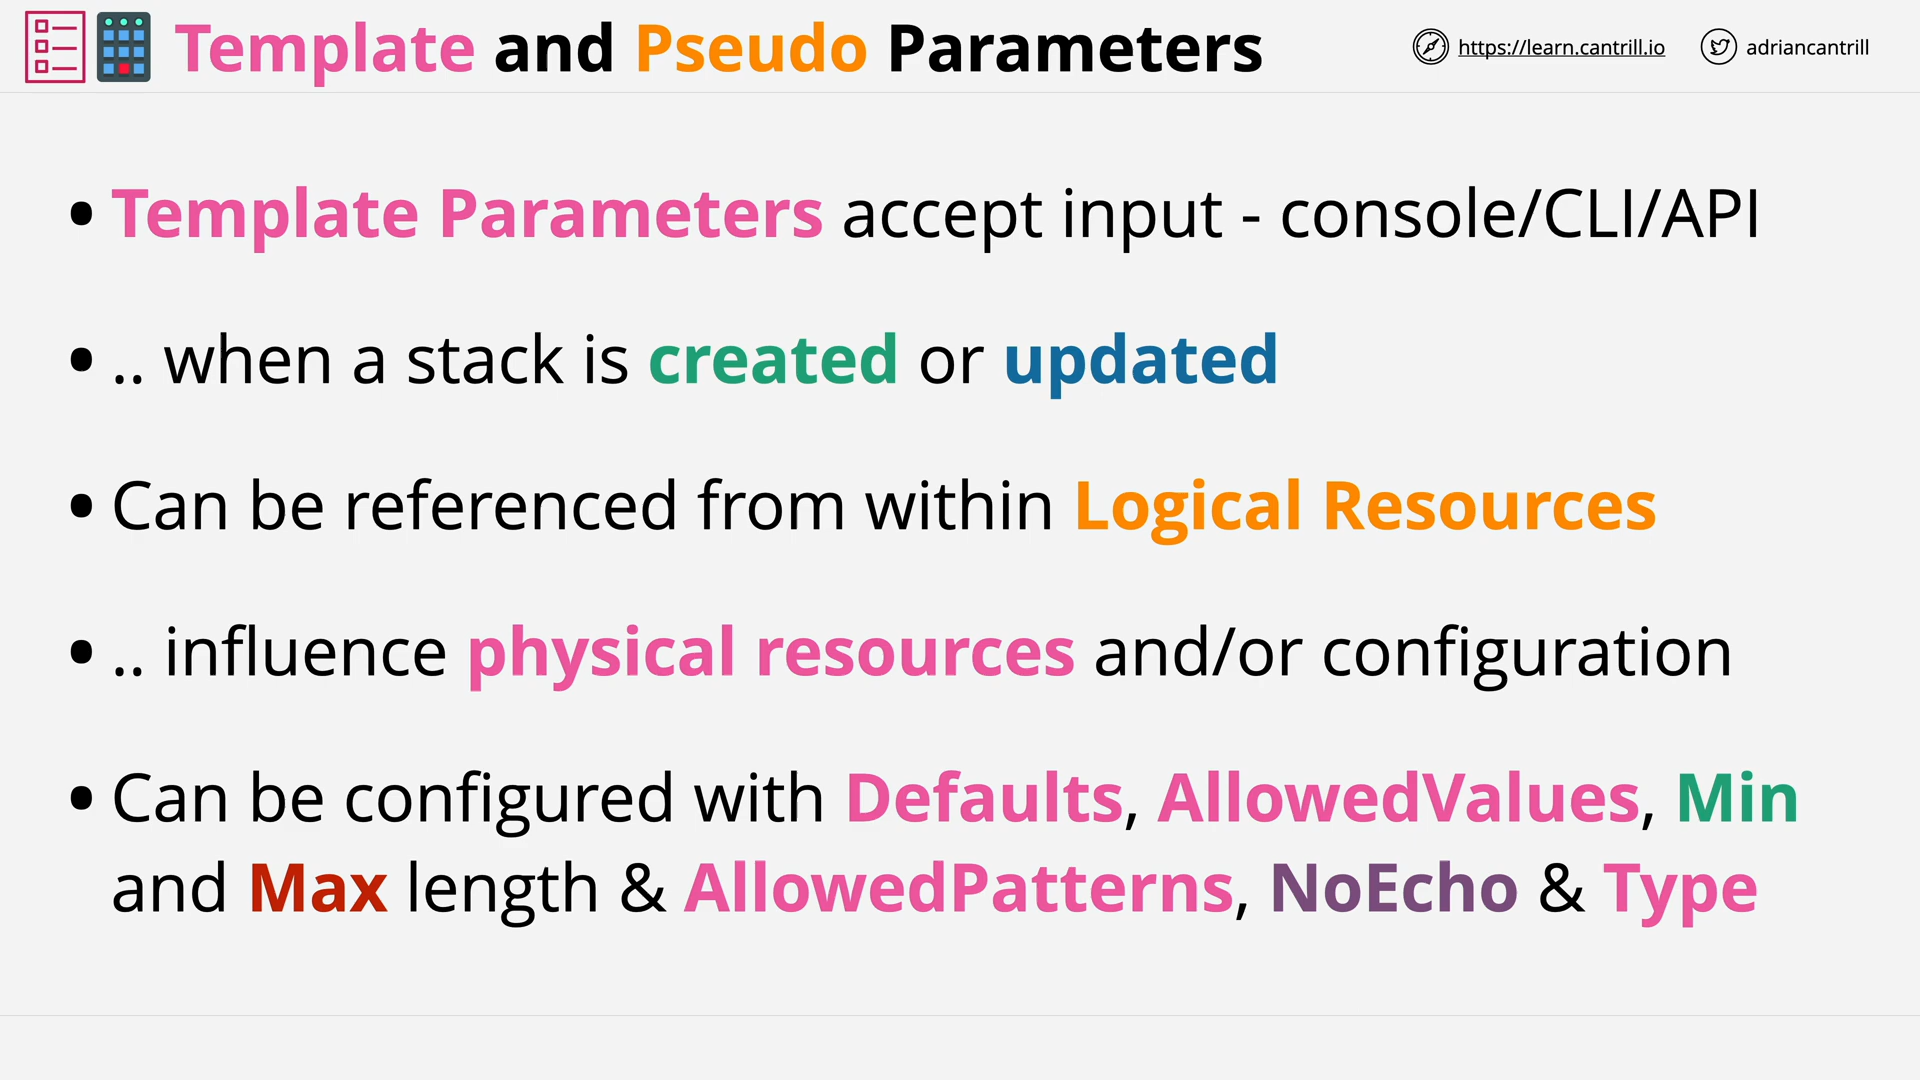 Template and Pseudo Parameters
https://learn.cantrill.io
adriancantrill
• Template Parameters accept input - console/CLI/API
• .. when a stack is created or updated
• Can be referenced from within Logical Resources
• .. influence physical resources and/or configuration
• Can be configured with Defaults, AllowedValues, Min
and Max length & AllowedPatterns, NoEcho & Type